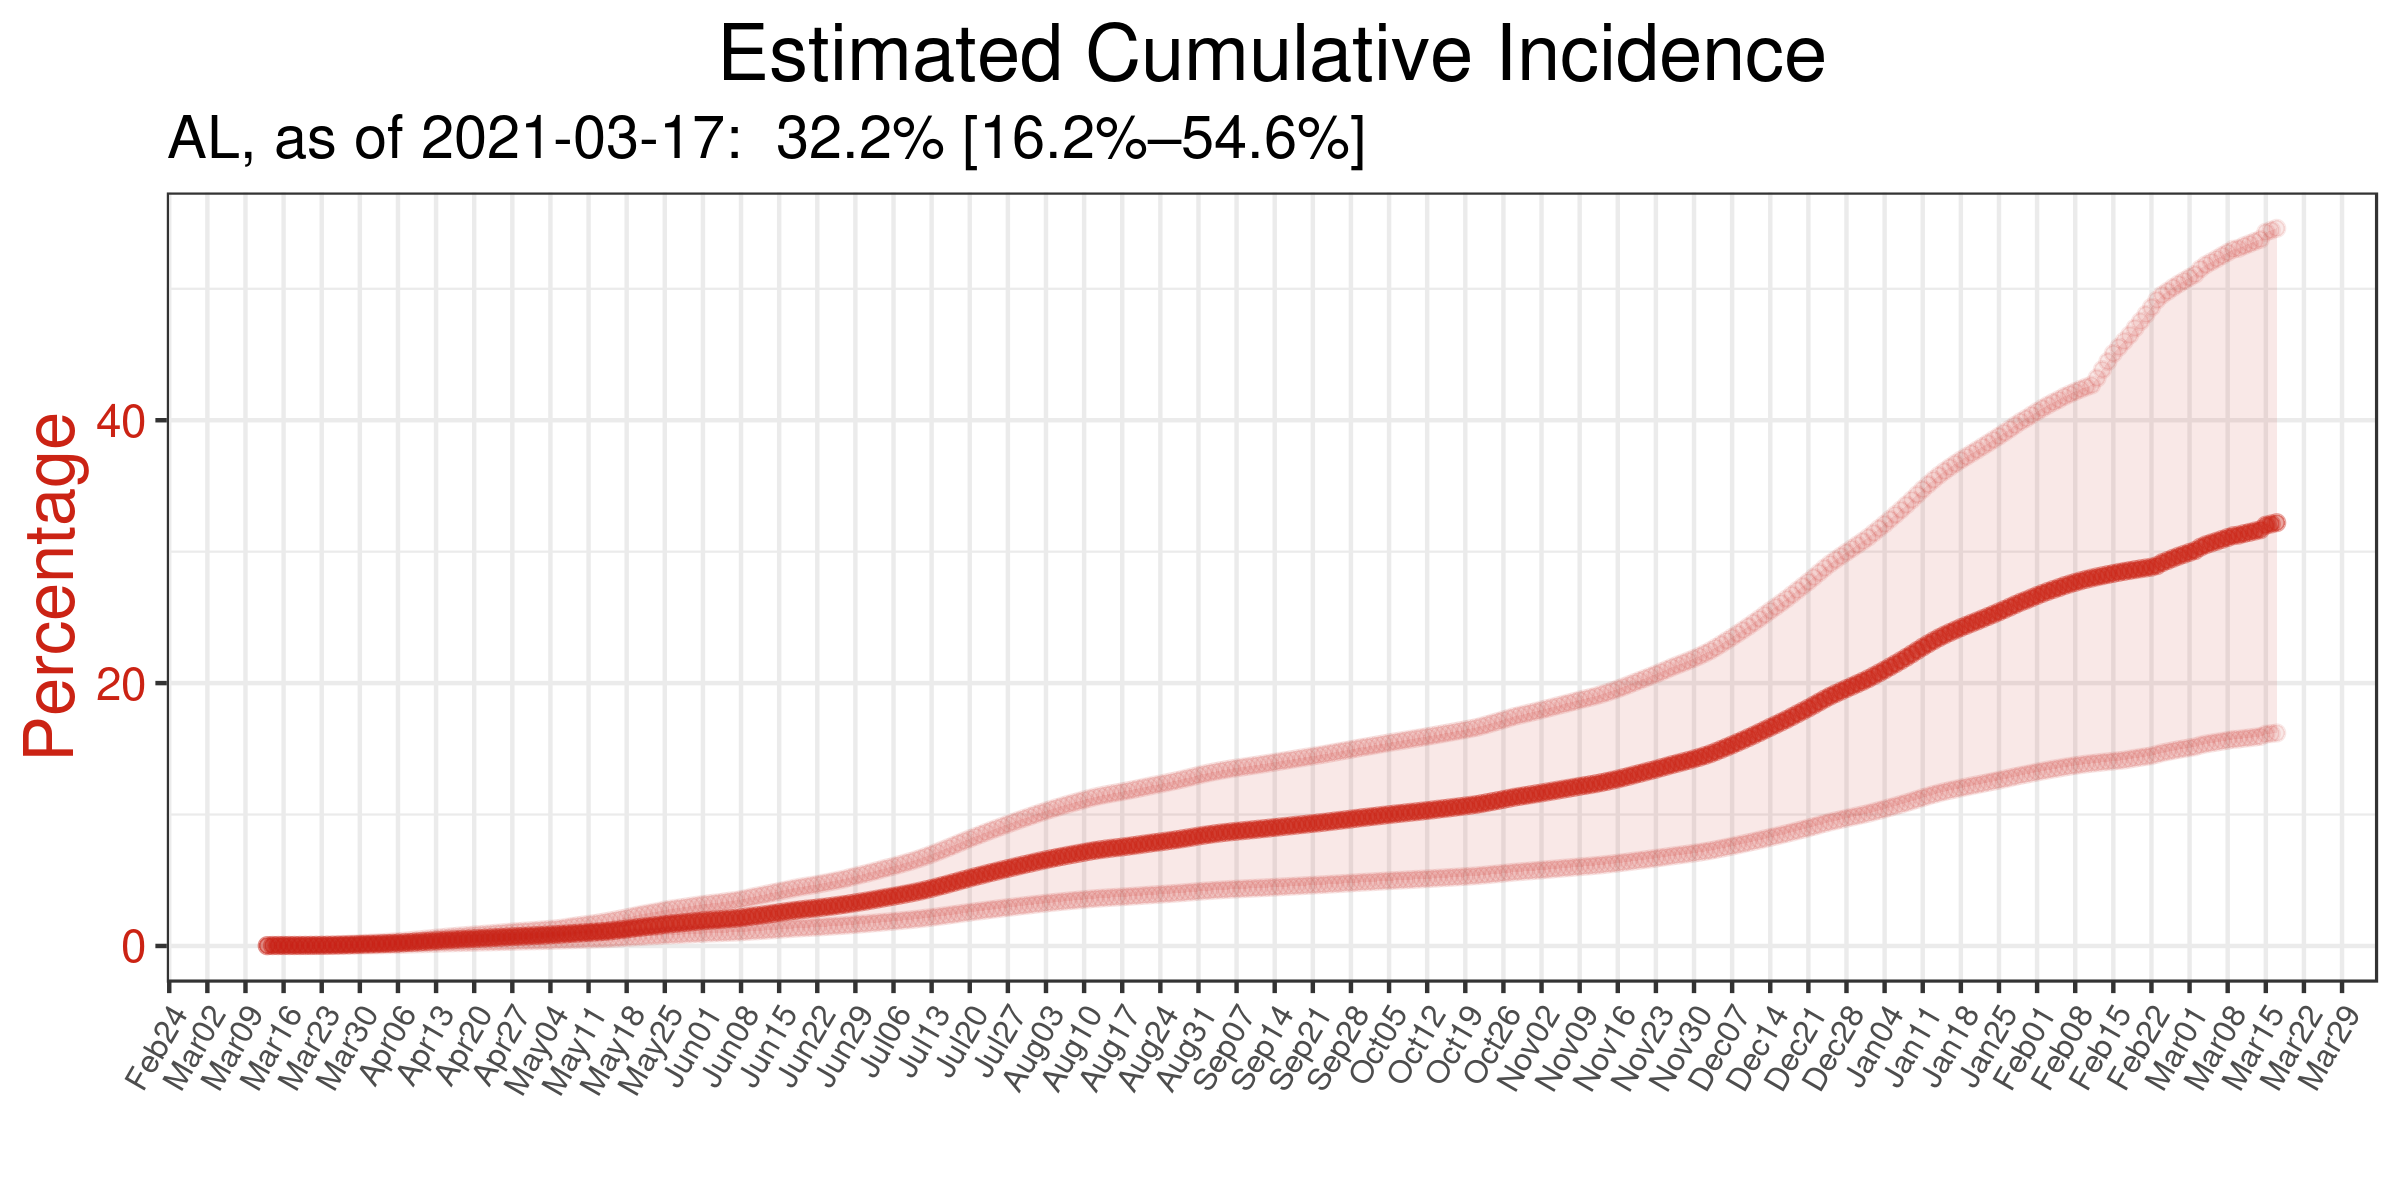 Estimated Cumulative Incidence
AL, as of 2021-03-17:  32.2% [16.2%–54.6%]
Percentage
40
20
0
Feb24
Mar02
Mar09
Mar16
Mar23
Mar30
Apr06
Apr13
Apr20
Apr27
May04
May11
May18
May25
Jun01
Jun08
Jun15
Jun22
Jun29
Jul06
Jul13
Jul20
Jul27
Aug03
Aug10
Aug17
Aug24
Aug31
Sep07
Sep14
Sep21
Sep28
Oct05
Oct12
Oct19
Oct26
Nov02
Nov09
Nov16
Nov23
Nov30
Dec07
Dec14
Dec21
Dec28
Jan04
Jan11
Jan18
Jan25
Feb01
Feb08
Feb15
Feb22
Mar01
Mar08
Mar15
Mar22
Mar29